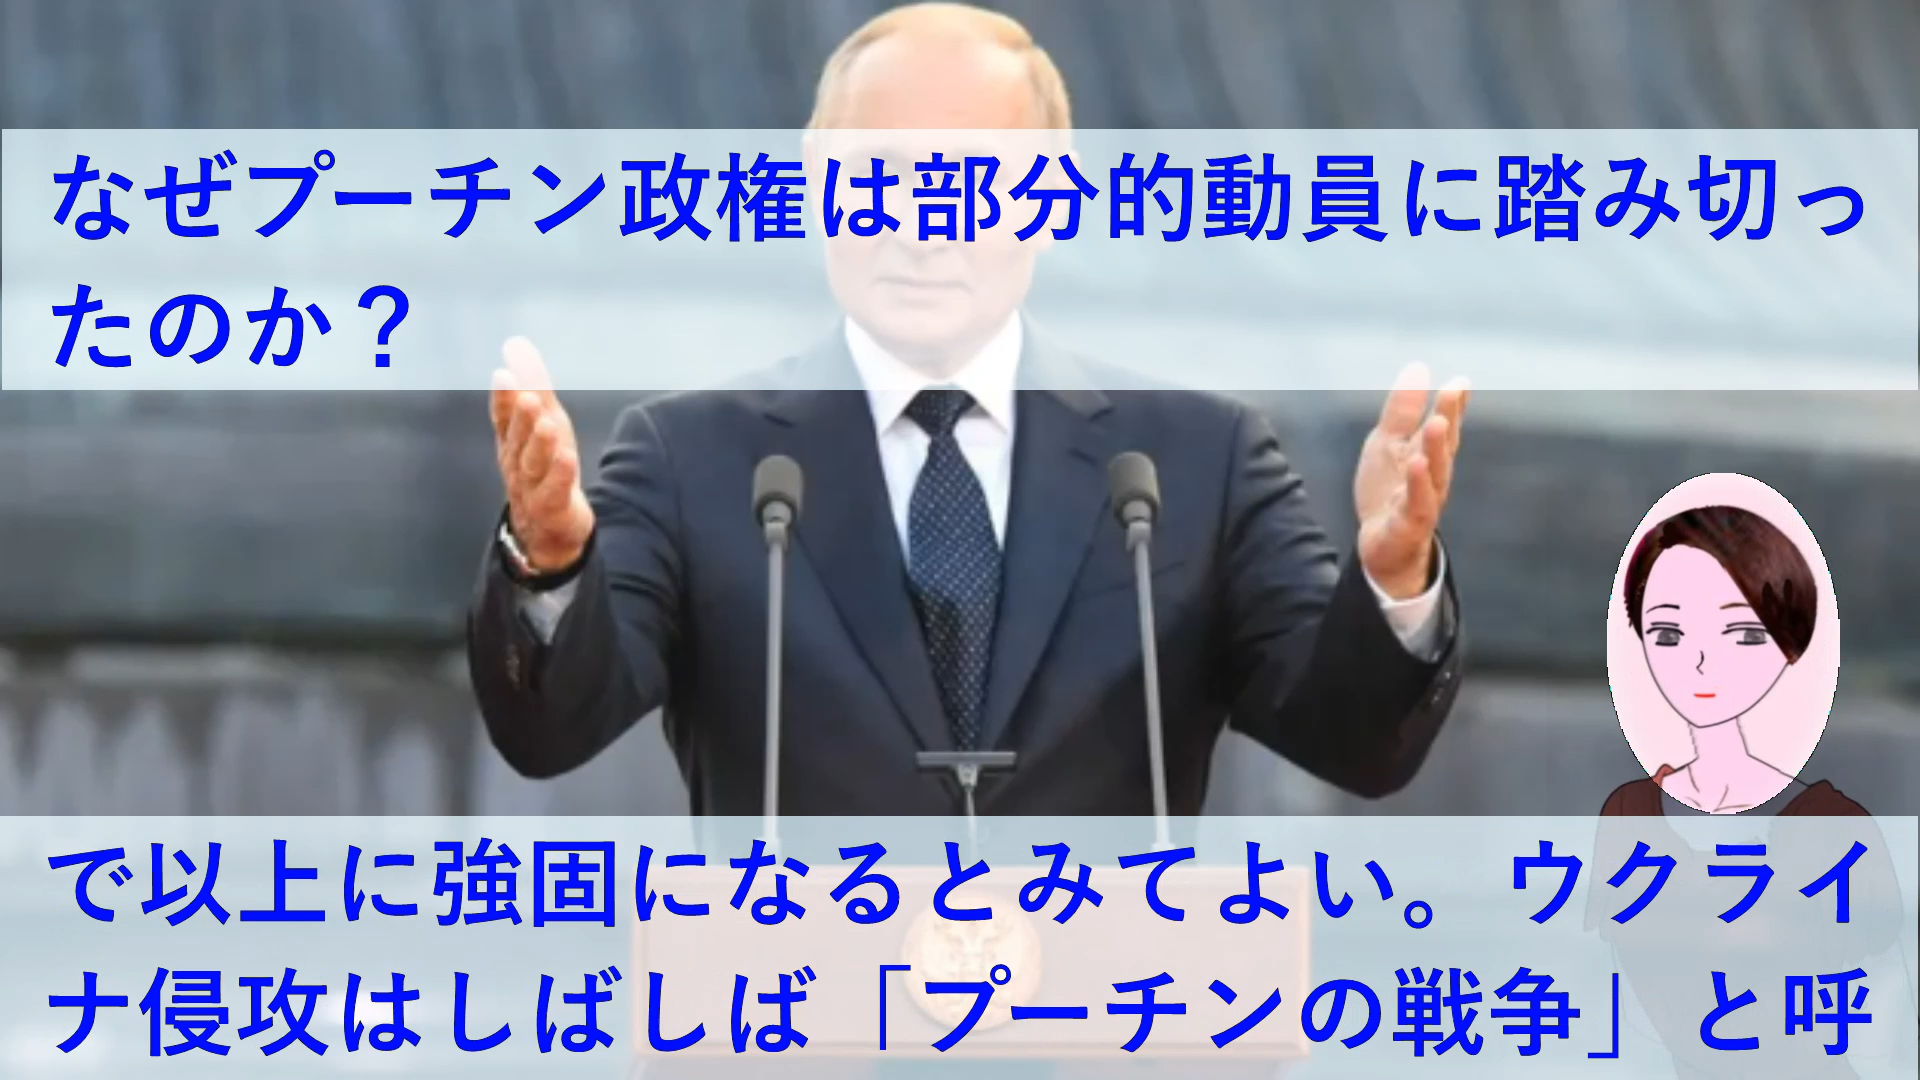 なぜプーチン政権は部分的動員に踏み切っ
たのか？
で以上に強固になるとみてよい。ウクライ
ナ侵攻はしばしば「プーチンの戦争」と呼